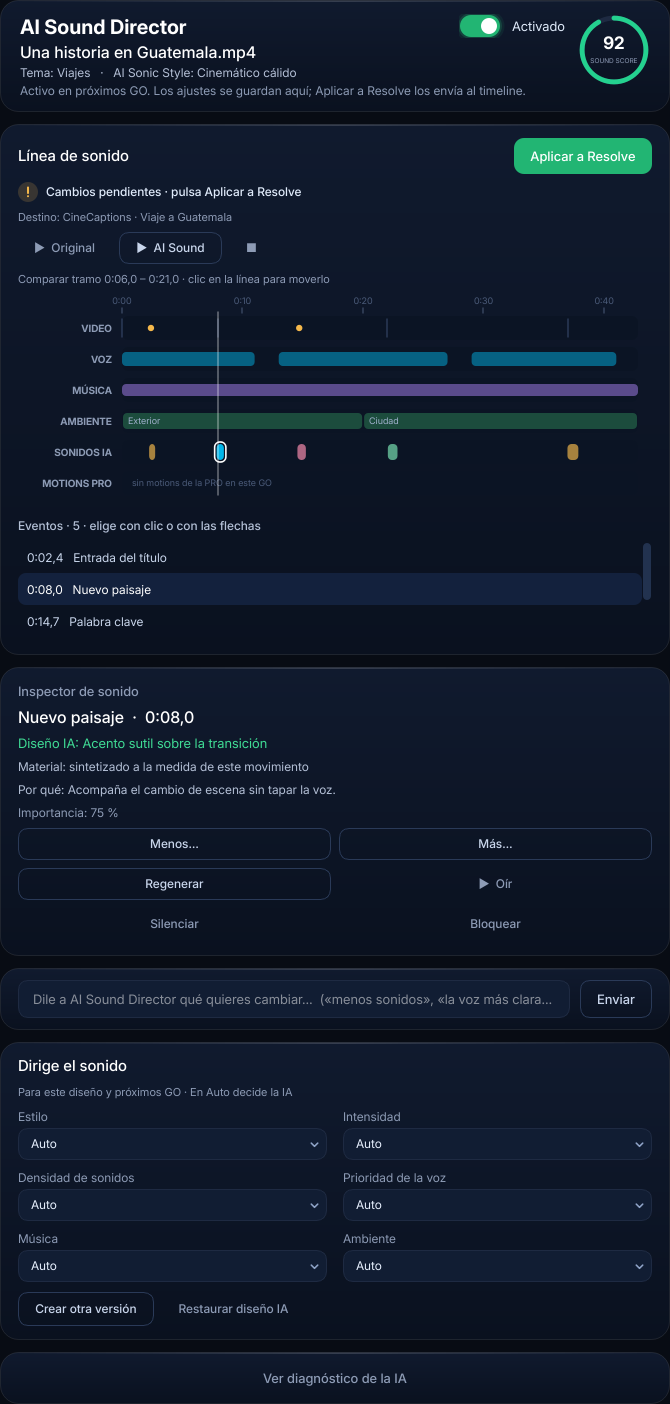 AI Sound Director
Activado
92
SOUND SCORE
Una historia en Guatemala.mp4
Tema: Viajes · AI Sonic Style: Cinemático cálido
Activo en próximos GO. Los ajustes se guardan aquí; Aplicar a Resolve los envía al timeline.
Línea de sonido
Aplicar a Resolve
! Cambios pendientes · pulsa Aplicar a Resolve
Destino: CineCaptions · Viaje a Guatemala
Original
AI Sound
Comparar tramo 0:06,0 – 0:21,0 · clic en la línea para moverlo
0:00 0:10 0:20 0:30 0:40
VIDEO
VOZ
MÚSICA
AMBIENTE Exterior Ciudad
SONIDOS IA
MOTIONS PRO sin motions de la PRO en este GO
Eventos · 5 · elige con clic o con las flechas
0:02,4 Entrada del título
0:08,0 Nuevo paisaje
0:14,7 Palabra clave
Inspector de sonido
Nuevo paisaje · 0:08,0
Diseño IA: Acento sutil sobre la transición
Material: sintetizado a la medida de este movimiento
Por qué: Acompaña el cambio de escena sin tapar la voz.
Importancia: 75 %
Menos... Más...
Regenerar Oír
Silenciar Bloquear
Dile a AI Sound Director qué quieres cambiar... («menos sonidos», «la voz más clara...
Enviar
Dirige el sonido
Para este diseño y próximos GO · En Auto decide la IA
Estilo Intensidad
Auto Auto
Densidad de sonidos Prioridad de la voz
Auto Auto
Música Ambiente
Auto Auto
Crear otra versión Restaurar diseño IA
Ver diagnóstico de la IA